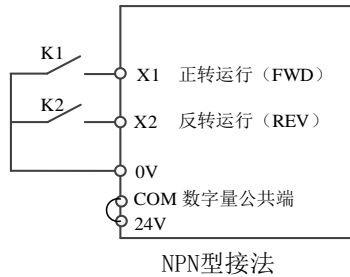 K1
X1 正转运行（FWD）
K2
X2 反转运行（REV）
0V
COM 数字量公共端
24V
NPN型接法